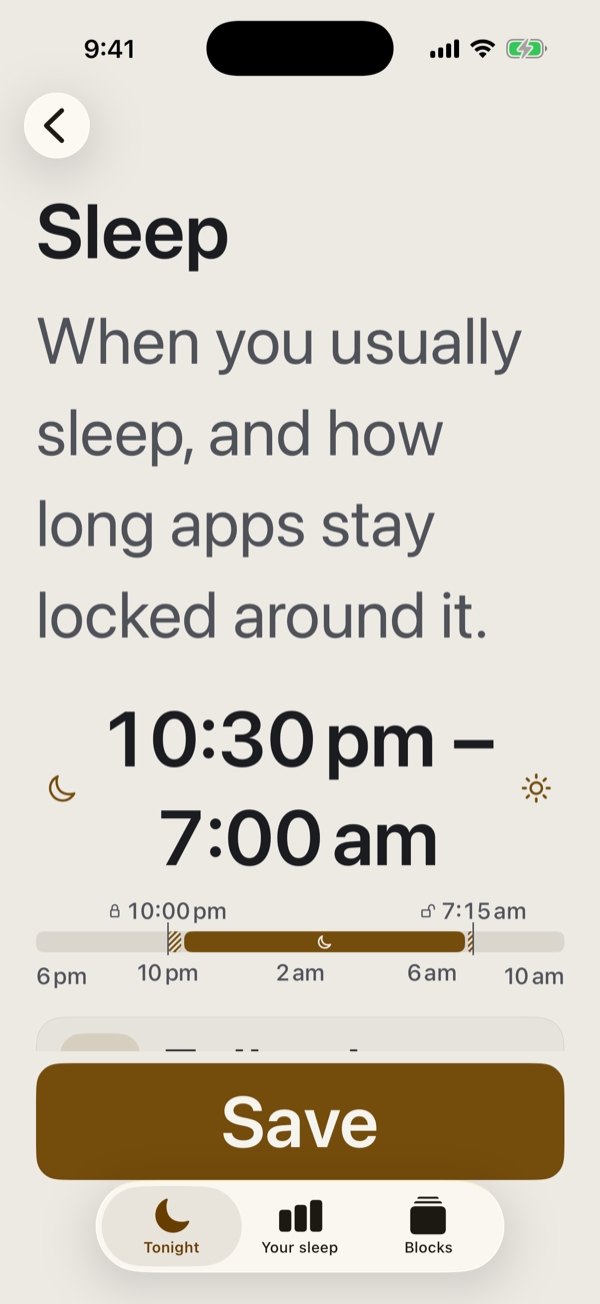 9:41
Sleep
When you usually
sleep, and how
long apps stay
locked around it.
10:30 pm –
7:00 am
10:00 pm
7:15 am
6 pm
10 pm
2 am
6 am
10 am
Save
Tonight
Your sleep
Blocks